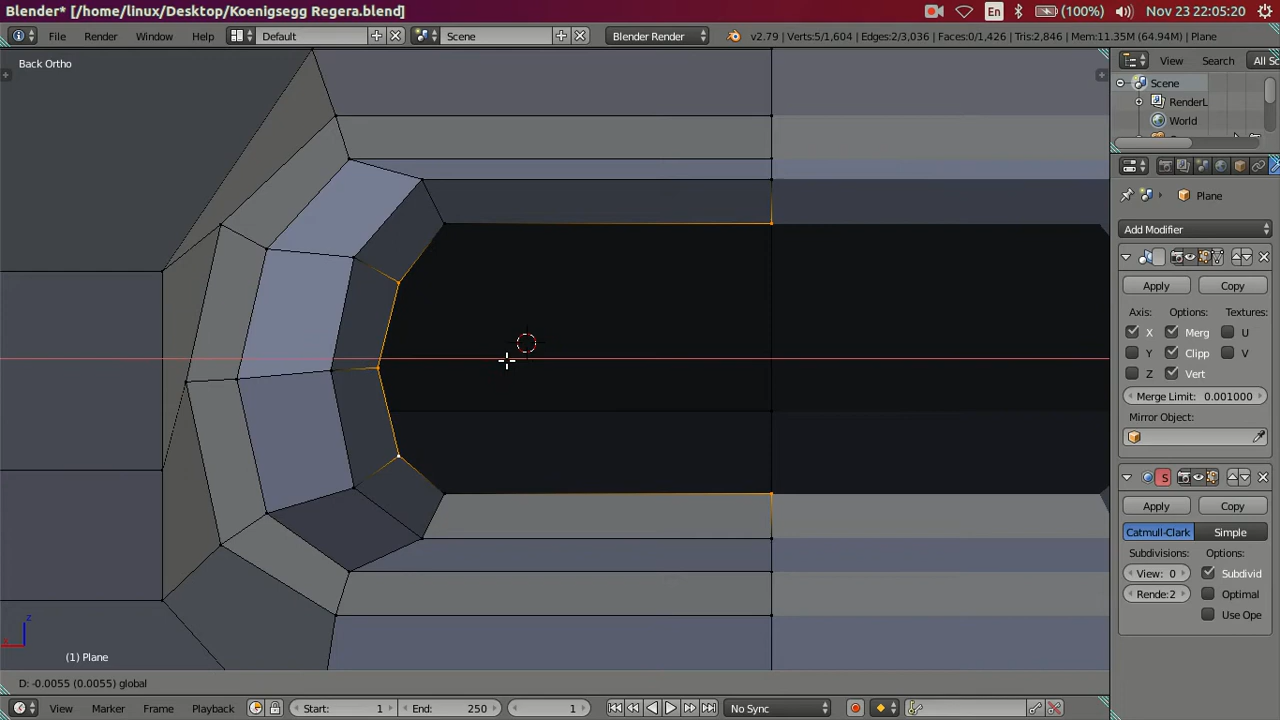 Blender* [/home/linux/Desktop/Koenigsegg Regera.blend]
En
(100%)
Nov 23 22:05:20
File
Render
Window
Help
Default
Scene
Blender Render
v2.79 | Verts:5/1,604 | Edges:2/3,036 | Faces:0/1,426 | Tris:2,846 | Mem:11.35M (64.94M) | Plane
Back Ortho
View
Search
All Sc
Scene
RenderL
World
Plane
Add Modifier
Apply
Copy
Axis:
Options:
Textures:
X
Merg
U
Y
Clipp
V
Z
Vert
Merge Limit: 0.001000
Mirror Object:
S
Apply
Copy
Catmull-Clark
Simple
Subdivisions:
Options:
View: 0
Subdivid
Rende:2
Optimal
Use Ope
z
(1) Plane
D: -0.0055 (0.0055) global
View
Marker
Frame
Playback
Start: 1
End: 250
1
No Sync